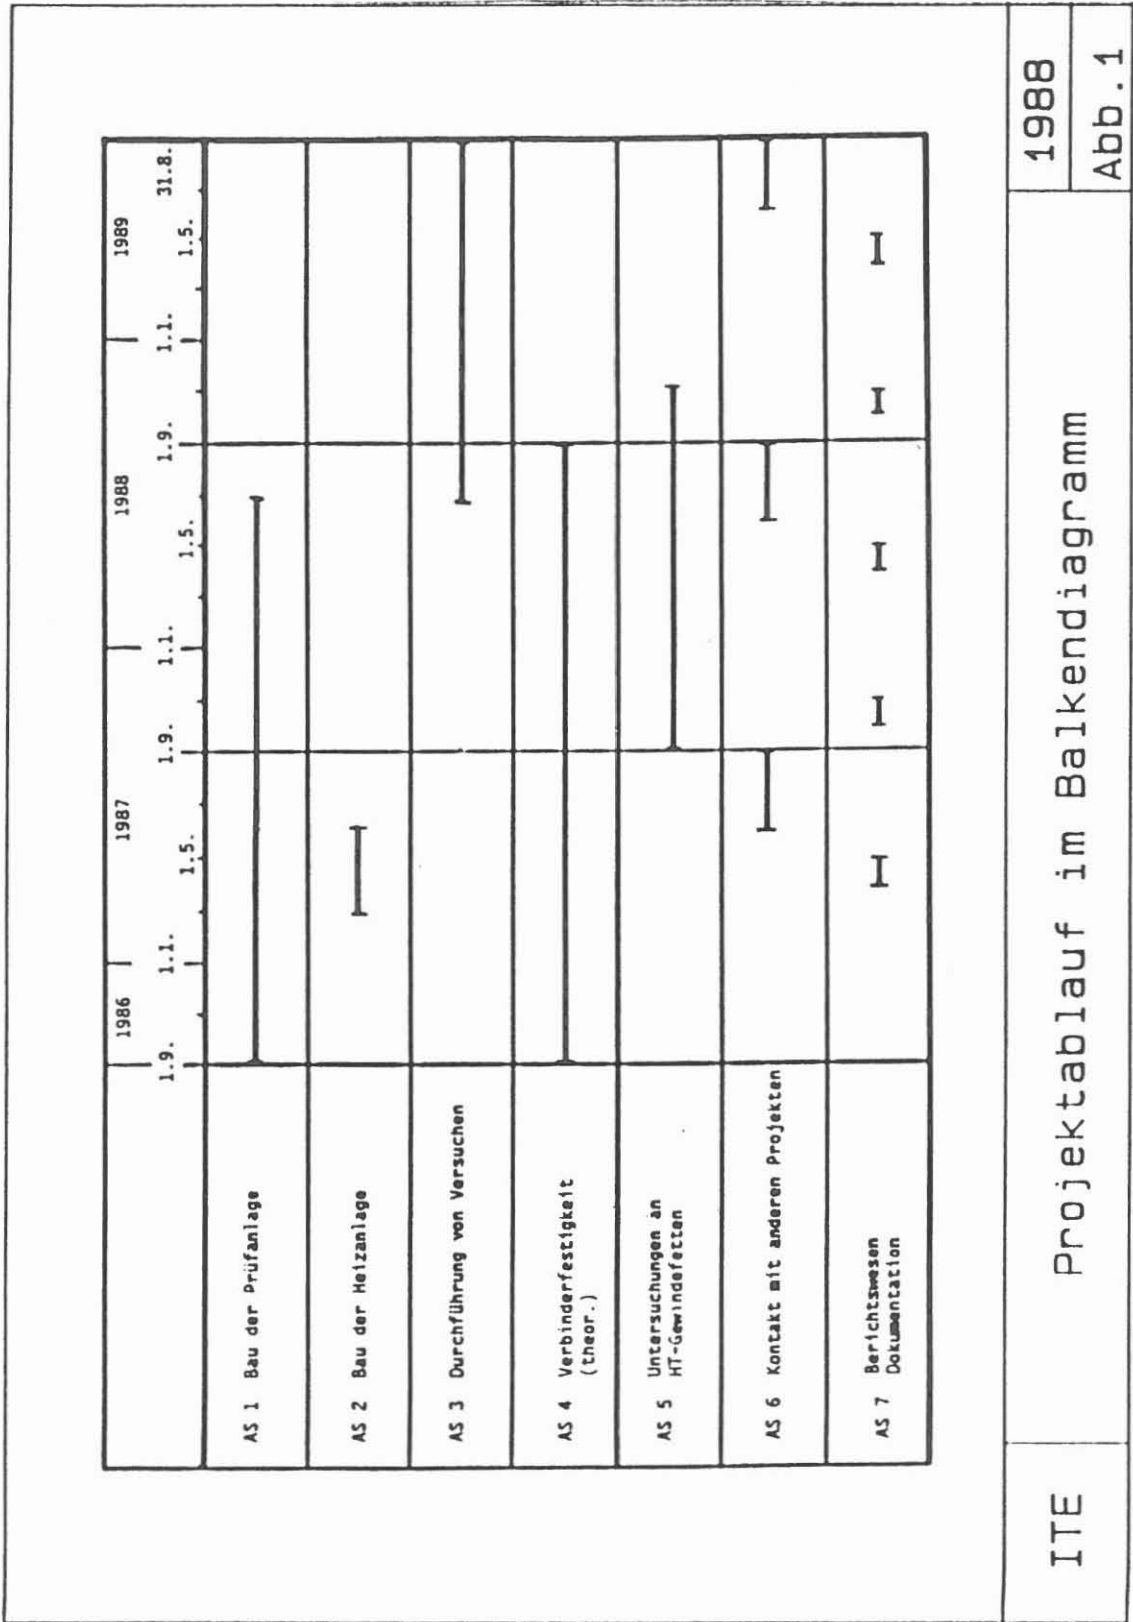 1986 1987 1988 1989
1.9. 1.1. 1.5. 1.9. 1.1. 1.5. 1.9. 1.1. 1.5. 31.8.
AS 1 Bau der Prüfanlage
AS 2 Bau der Heizanlage
AS 3 Durchführung von Versuchen
AS 4 Verbinderfestigkeit
(theor.)
AS 5 Untersuchungen an
HT-Gewindefetten
AS 6 Kontakt mit anderen Projekten
AS 7 Berichtswesen
Dokumentation
ITE
Projektablauf im Balkendiagramm
1988
Abb. 1